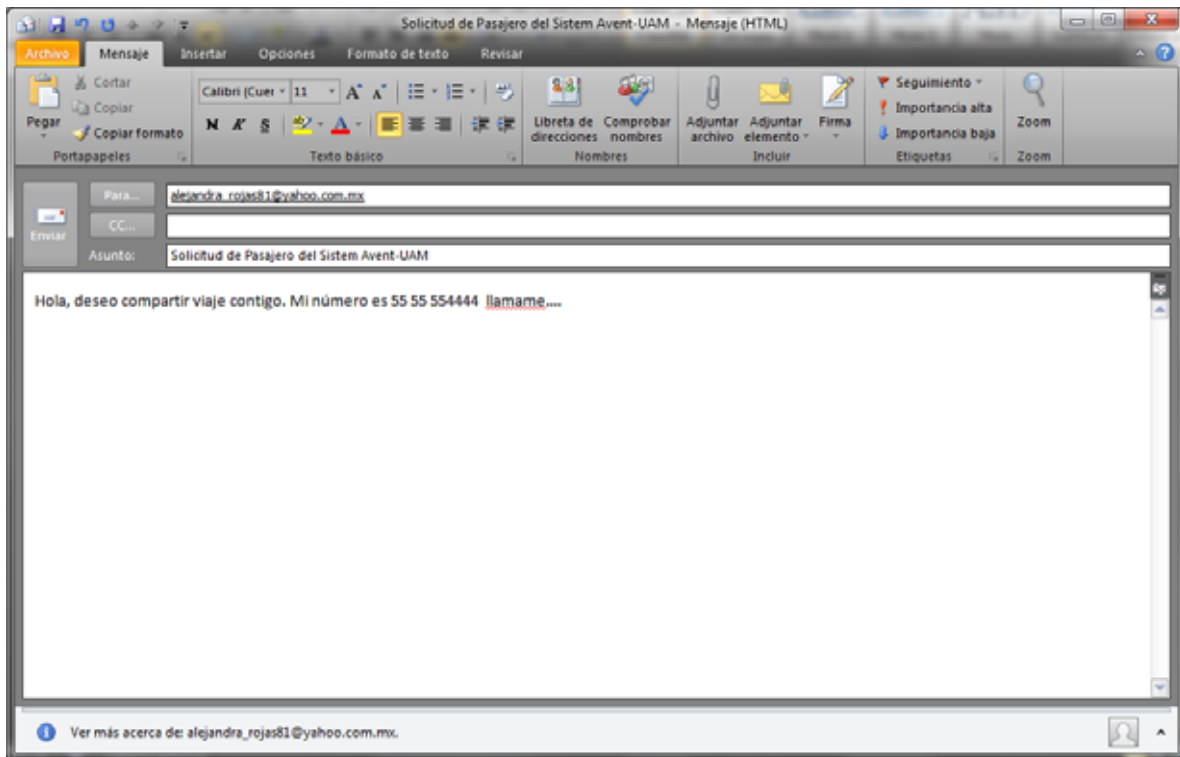 Solicitud de Pasajero del Sistem Avent-UAM - Mensaje (HTML)
Archivo Mensaje Insertar Opciones Formato de texto Revisar
Pegar
Cortar
Copiar
Copiar formato
Portapapeles
Calibri (Cuer 11
N K S
Texto básico
Libreta de direcciones
Comprobar nombres
Nombres
Adjuntar archivo
Adjuntar elemento
Firma
Incluir
Seguimiento
Importancia alta
Importancia baja
Etiquetas
Zoom
Zoom
Enviar
Para... alejandra_rojas81@yahoo.com.mx
CC...
Asunto: Solicitud de Pasajero del Sistem Avent-UAM
Hola, deseo compartir viaje contigo. Mi número es 55 55 554444 llamame....
Ver más acerca de: alejandra_rojas81@yahoo.com.mx.